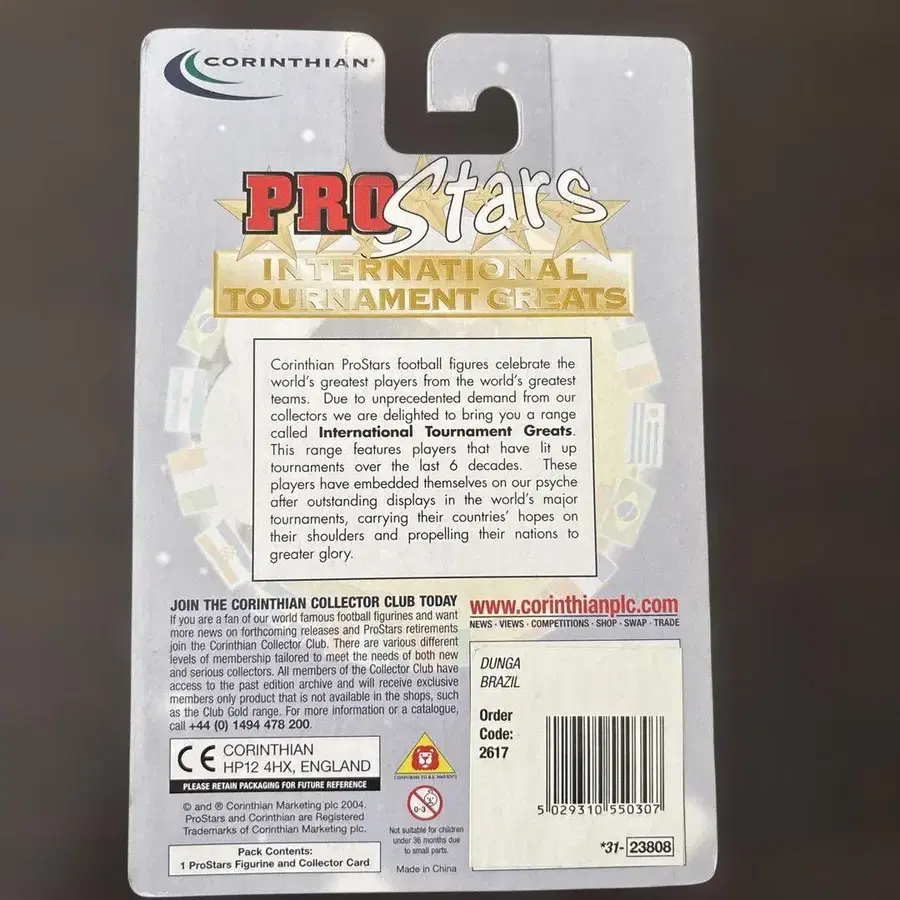 CORINTHIAN®
PROStars
INTERNATIONAL
TOURNAMENT GREATS
Corinthian ProStars football figures celebrate the
world's greatest players from the world's greatest
teams. Due to unprecedented demand from our
collectors we are delighted to bring you a range
called International Tournament Greats.
This range features players that have lit up
tournaments over the last 6 decades. These
players have embedded themselves on our psyche
after outstanding displays in the world's major
tournaments, carrying their countries' hopes on
their shoulders and propelling their nations to
greater glory.
JOIN THE CORINTHIAN COLLECTOR CLUB TODAY
If you are a fan of our world famous football figurines and want
more news on forthcoming releases and ProStars retirements
join the Corinthian Collector Club. There are various different
levels of membership tailored to meet the needs of both new
and serious collectors. All members of the Collector Club have
access to the past edition archive and will receive exclusive
members only product that is not available in the shops, such
as the Club Gold range. For more information or a catalogue,
call +44 (0) 1494 478 200.
CE CORINTHIAN
HP12 4HX, ENGLAND
PLEASE RETAIN PACKAGING FOR FUTURE REFERENCE
© and ® Corinthian Marketing plc 2004.
ProStars and Corinthian are Registered
Trademarks of Corinthian Marketing plc.
Pack Contents:
1 ProStars Figurine and Collector Card
0-3
Not suitable for children
under 36 months due
to small parts.
Made in China
www.corinthianplc.com
NEWS · VIEWS · COMPETITIONS · SHOP · SWAP · TRADE
DUNGA
BRAZIL
Order
Code:
2617
5 029310 550307
*31- 23808